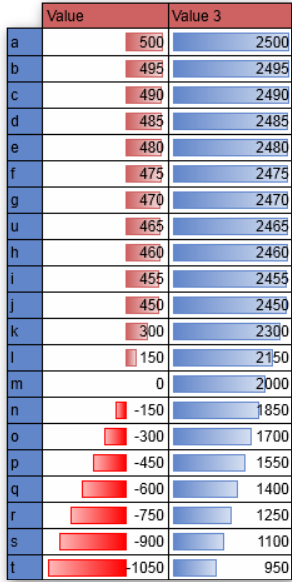 Value Value 3
a 500 2500
b 495 2495
c 490 2490
d 485 2485
e 480 2480
f 475 2475
g 470 2470
u 465 2465
h 460 2460
i 455 2455
j 450 2450
k 300 2300
l 150 2150
m 0 2000
n -150 1850
o -300 1700
p -450 1550
q -600 1400
r -750 1250
s -900 1100
t -1050 950